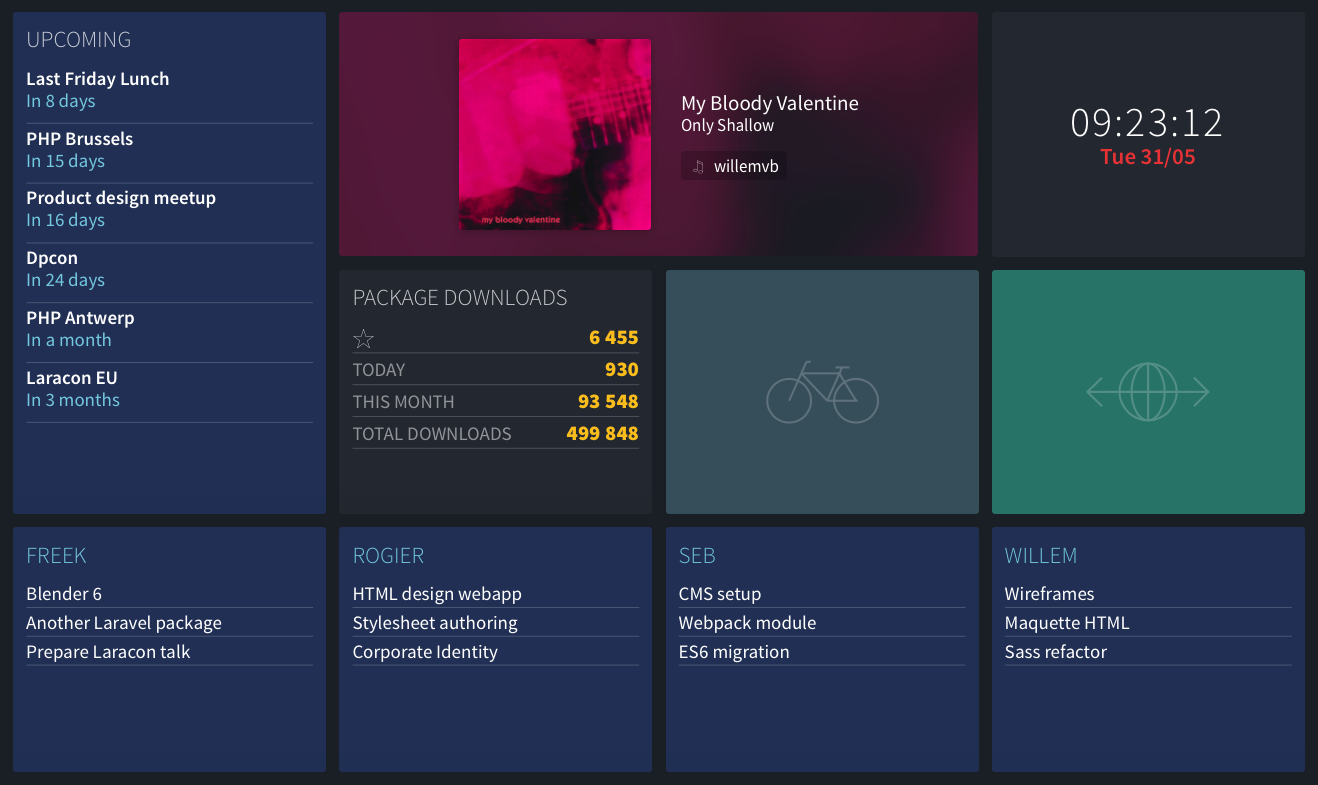 UPCOMING
Last Friday Lunch
In 8 days
PHP Brussels
In 15 days
Product design meetup
In 16 days
Dpcon
In 24 days
PHP Antwerp
In a month
Laracon EU
In 3 months
my bloody valentine
My Bloody Valentine
Only Shallow
willemvb
09:23:12
Tue 31/05
PACKAGE DOWNLOADS
6 455
TODAY 930
THIS MONTH 93 548
TOTAL DOWNLOADS 499 848
FREEK
Blender 6
Another Laravel package
Prepare Laracon talk
ROGIER
HTML design webapp
Stylesheet authoring
Corporate Identity
SEB
CMS setup
Webpack module
ES6 migration
WILLEM
Wireframes
Maquette HTML
Sass refactor